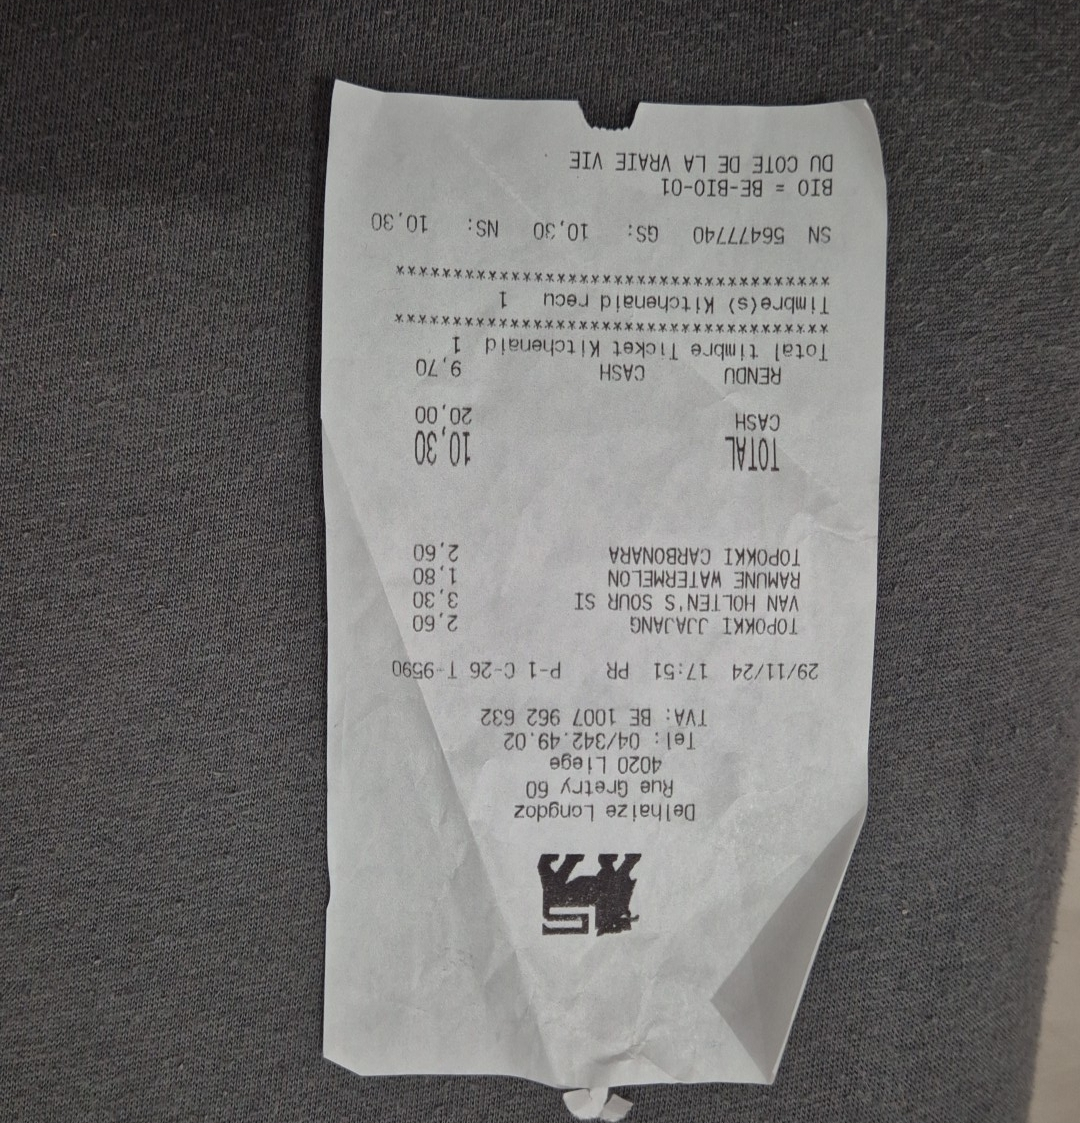 Delhaize Longdoz
Rue Gretry 60
4020 Liege
Tel: 04/342.49.02
TVA: BE 1007 962 632
29/11/24 17:51 PR P-1 C-26 T-9590
TOPOKKI JJAJANG 2,60
VAN HOLTEN'S SOUR SI 3,30
RAMUNE WATERMELON 1,80
TOPOKKI CARBONARA 2,60
TOTAL 10,30
CASH 20,00
RENDU CASH 9,70
Total timbre Ticket Kitchenaid 1
**************************************
Timbre(s) Kitchenaid recu 1
**************************************
SN 56477740 GS: 10,30 NS: 10,30
BIO = BE-BIO-01
DU COTE DE LA VRAIE VIE